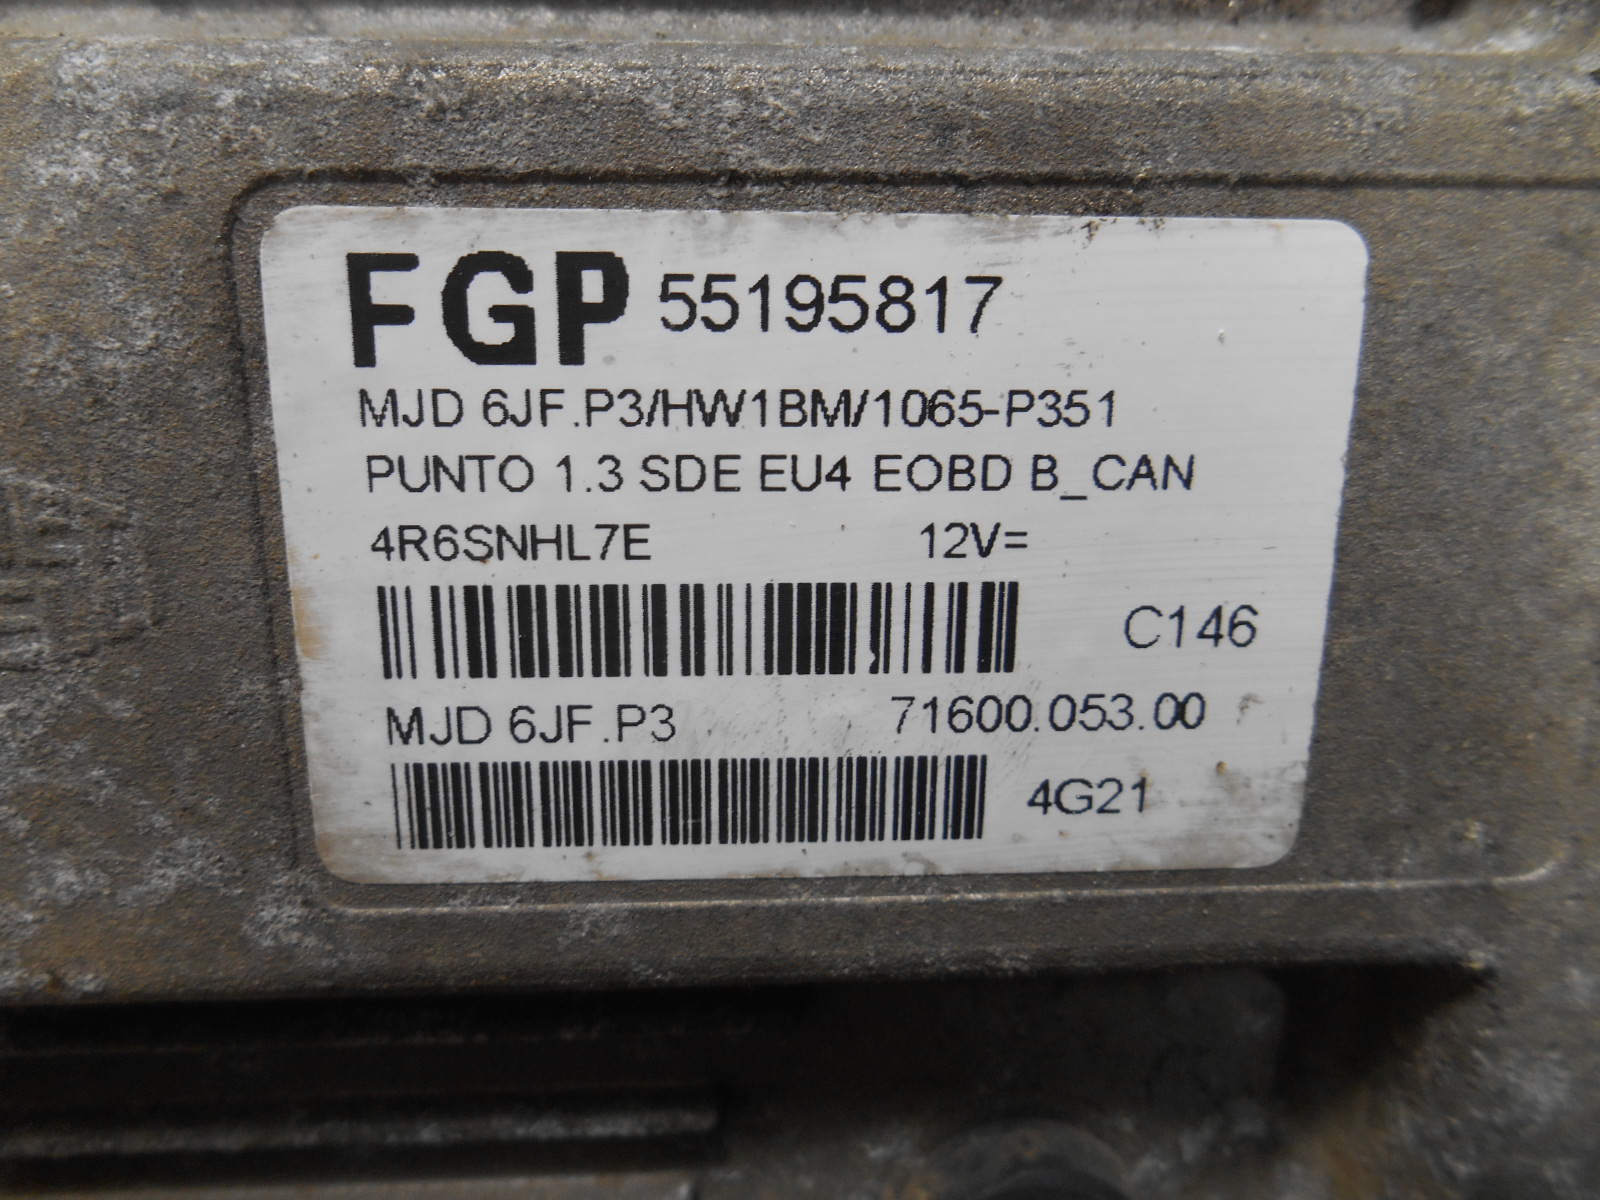 FGP 55195817
MJD 6JF.P3/HW1BM/1065-P351
PUNTO 1.3 SDE EU4 EOBD B_CAN
4R6SNHL7E 12V=
C146
MJD 6JF.P3 71600.053.00
4G21